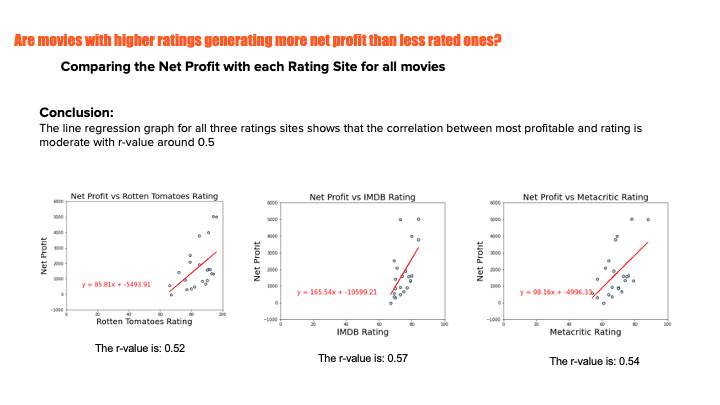 Are movies with higher ratings generating more net profit than less rated ones?
Comparing the Net Profit with each Rating Site for all movies
Conclusion:
The line regression graph for all three ratings sites shows that the correlation between most profitable and rating is
moderate with r-value around 0.5
Net Profit vs Rotten Tomatoes Rating
Net Profit
6000
5000
4000
3000
2000
1000
0
−1000
y = 85.81x + -5493.91
0 20 40 60 80 100
Rotten Tomatoes Rating
The r-value is: 0.52
Net Profit vs IMDB Rating
Net Profit
6000
5000
4000
3000
2000
1000
0
−1000
y = 165.54x + -10599.21
0 20 40 60 80 100
IMDB Rating
The r-value is: 0.57
Net Profit vs Metacritic Rating
Net Profit
6000
5000
4000
3000
2000
1000
0
−1000
y = 98.16x + -4996.33
0 20 40 60 80 100
Metacritic Rating
The r-value is: 0.54